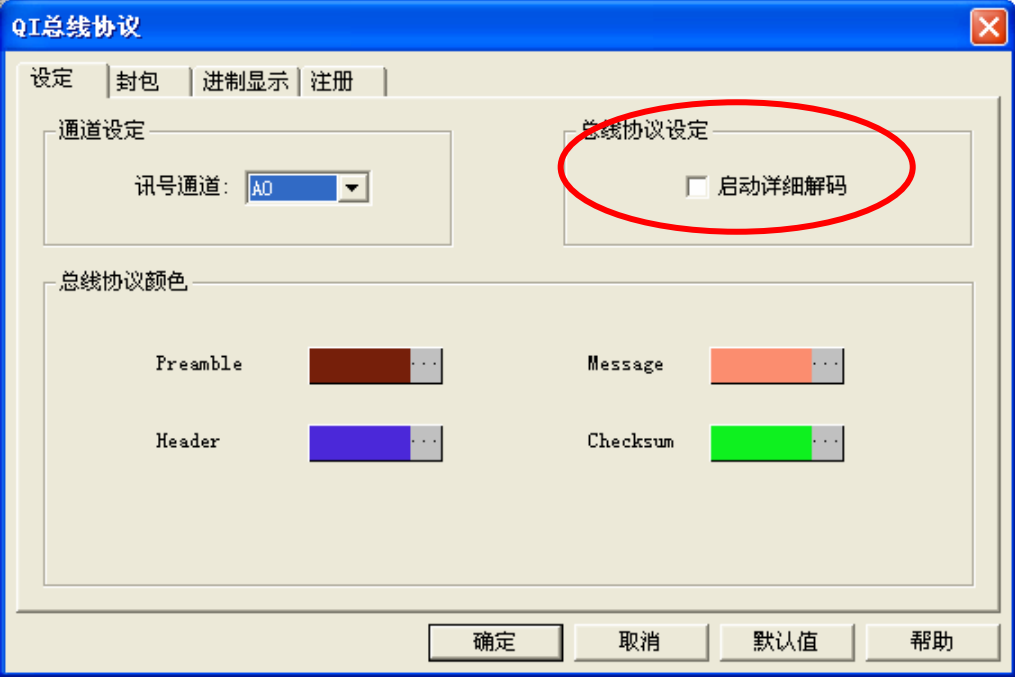 QI总线协议
设定 封包 进制显示 注册
通道设定 总线协议设定
讯号通道: A0 启动详细解码
总线协议颜色
Preamble ... Message ...
Header ... Checksum ...
确定 取消 默认值 帮助